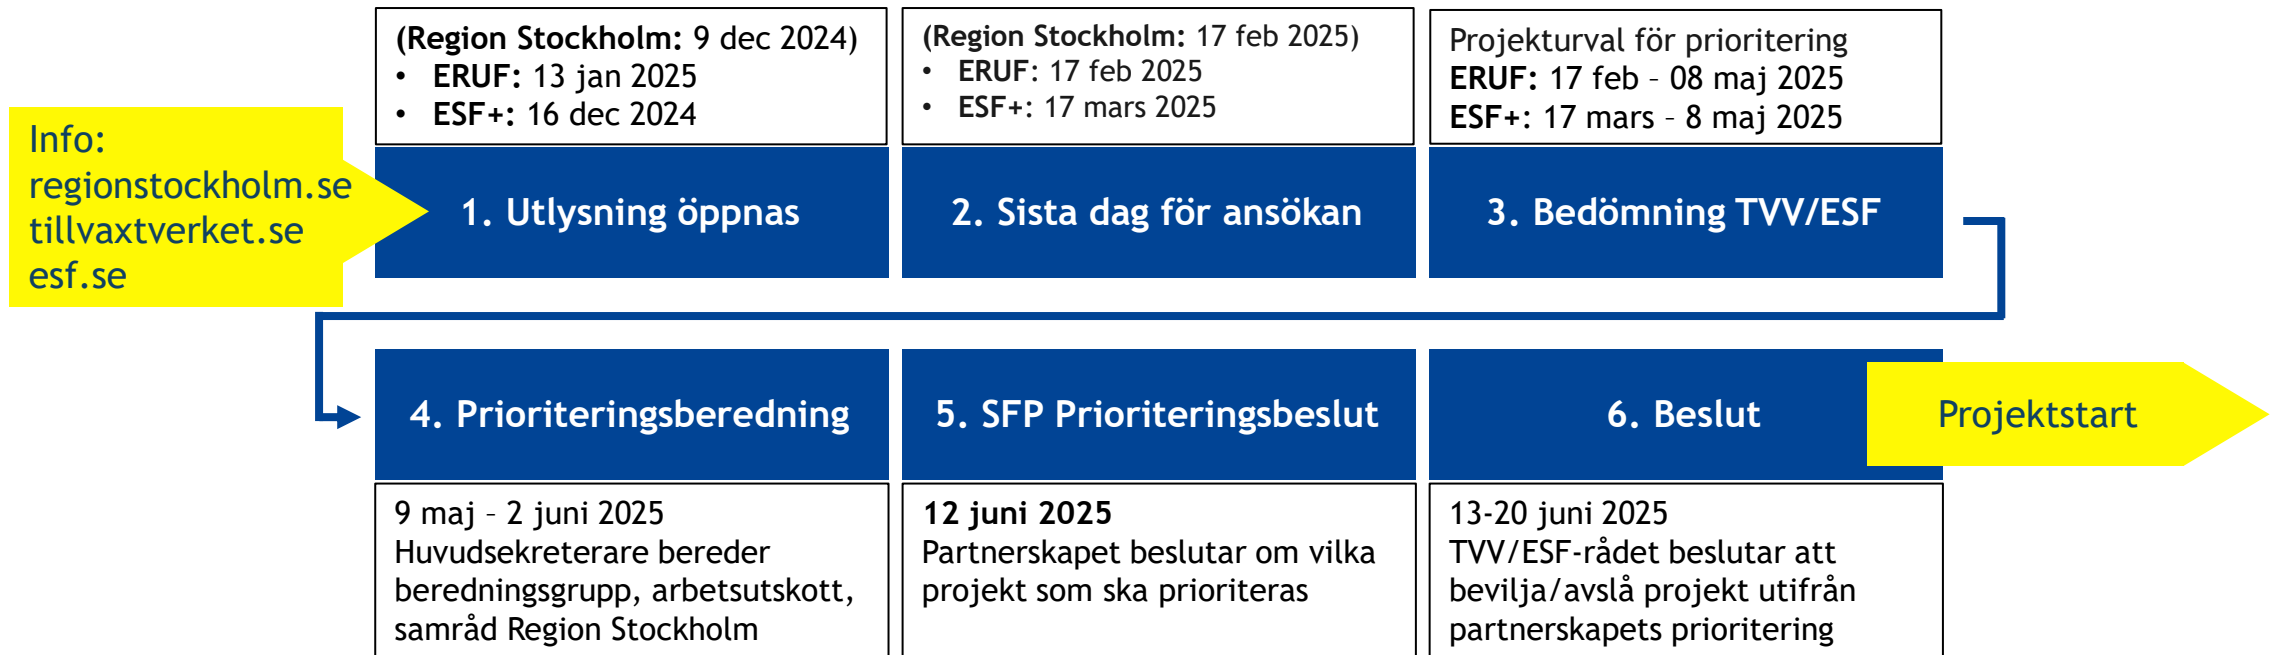 Info:
regionstockholm.se
tillvaxtverket.se
esf.se
(Region Stockholm: 9 dec 2024)
• ERUF: 13 jan 2025
• ESF+: 16 dec 2024
1. Utlysning öppnas
(Region Stockholm: 17 feb 2025)
• ERUF: 17 feb 2025
• ESF+: 17 mars 2025
2. Sista dag för ansökan
Projekturval för prioritering
ERUF: 17 feb – 08 maj 2025
ESF+: 17 mars – 8 maj 2025
3. Bedömning TVV/ESF
4. Prioriteringsberedning
9 maj – 2 juni 2025
Huvudsekreterare bereder
beredningsgrupp, arbetsutskott,
samråd Region Stockholm
5. SFP Prioriteringsbeslut
12 juni 2025
Partnerskapet beslutar om vilka
projekt som ska prioriteras
6. Beslut
13-20 juni 2025
TVV/ESF-rådet beslutar att
bevilja/avslå projekt utifrån
partnerskapets prioritering
Projektstart